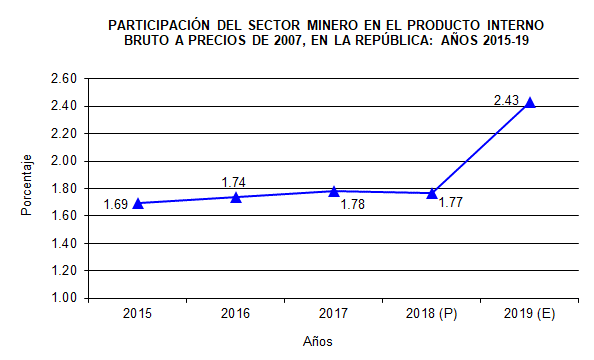 PARTICIPACIÓN DEL SECTOR MINERO EN EL PRODUCTO INTERNO
BRUTO A PRECIOS DE 2007, EN LA REPÚBLICA: AÑOS 2015-19
Porcentaje
2.60
2.40
2.20
2.00
1.80
1.60
1.40
1.20
1.00
1.69
1.74
1.78
1.77
2.43
2015
2016
2017
2018 (P)
2019 (E)
Años